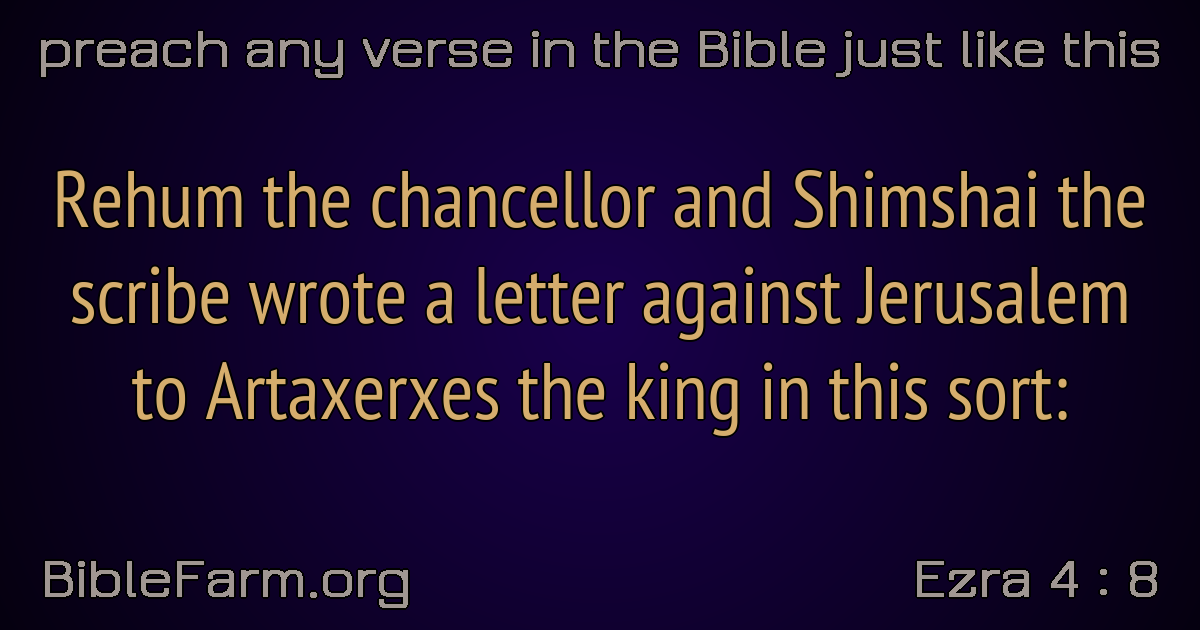 preach any verse in the Bible just like this
Rehum the chancellor and Shimshai the
scribe wrote a letter against Jerusalem
to Artaxerxes the king in this sort:
BibleFarm.org
Ezra 4 : 8